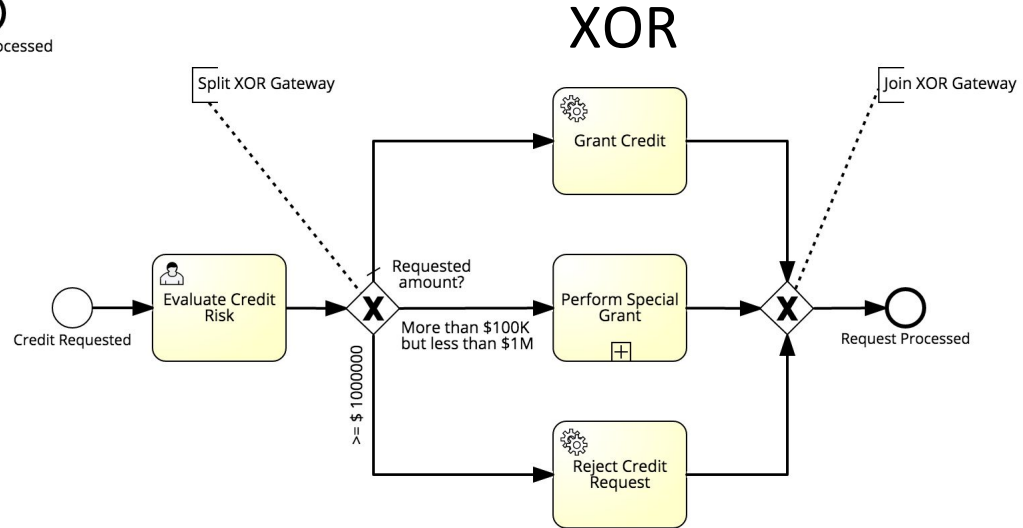 XOR
ocessed
Split XOR Gateway
Join XOR Gateway
Grant Credit
Requested
amount?
Evaluate Credit
Risk
X
More than $100K
but less than $1M
Perform Special
Grant
X
Credit Requested
Request Processed
>= $ 1000000
Reject Credit
Request